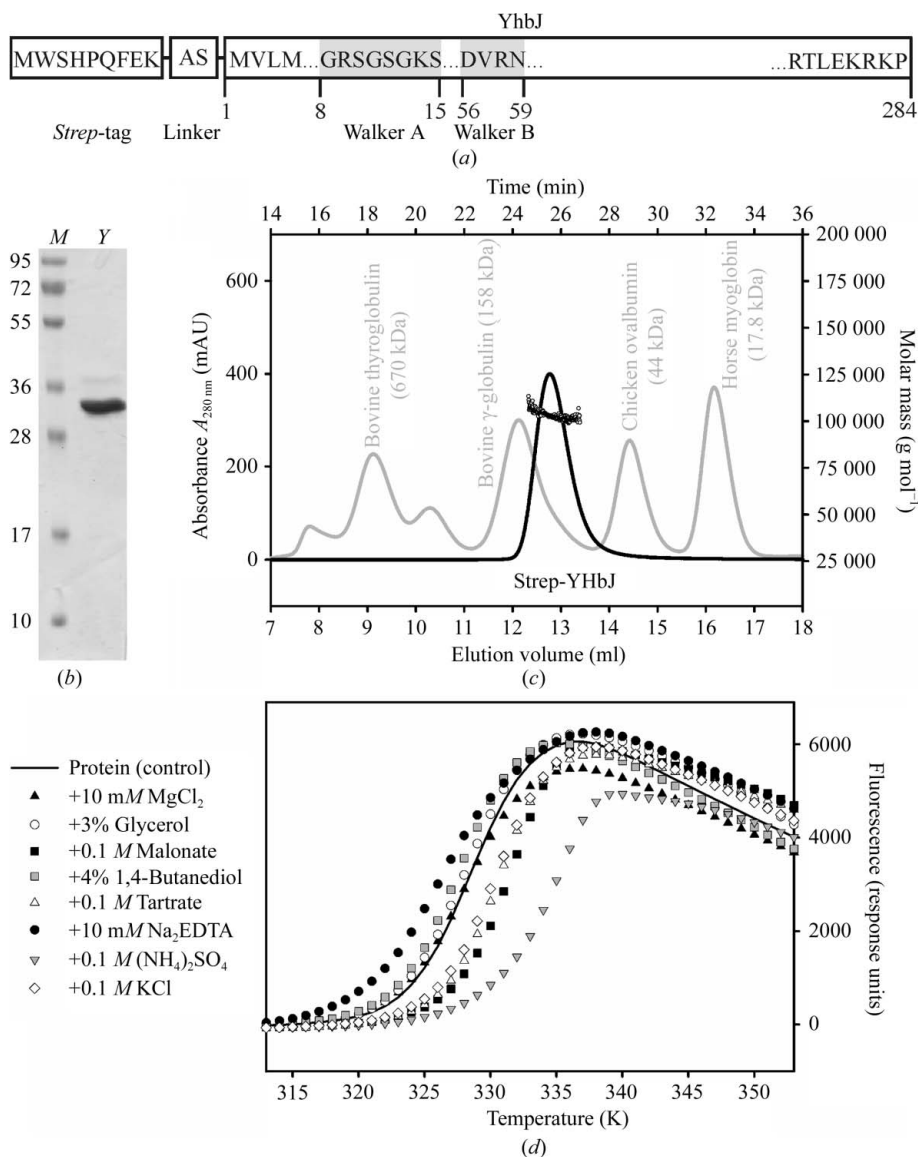 YhbJ
MWSHPQFEK AS MVLM...GRSGSGKS...DVRN... ...RTLEKRKP
1 8 15 56 59 284
Strep-tag Linker Walker A Walker B
(a)
M Y
95
72
55
36
28
17
10
(b)
Time (min)
14 16 18 20 22 24 26 28 30 32 34 36
Absorbance A280 nm (mAU)
600
400
200
0
Bovine thyroglobulin
(670 kDa)
Bovine γ-globulin (158 kDa)
Chicken ovalbumin
(44 kDa)
Horse myoglobin
(17.8 kDa)
200 000
175 000
150 000
125 000
100 000
75 000
50 000
25 000
Molar mass (g mol−1)
Strep-YHbJ
7 8 9 10 11 12 13 14 15 16 17 18
Elution volume (ml)
(c)
Protein (control)
+10 mM MgCl2
+3% Glycerol
+0.1 M Malonate
+4% 1,4-Butanediol
+0.1 M Tartrate
+10 mM Na2EDTA
+0.1 M (NH4)2SO4
+0.1 M KCl
6000
4000
2000
0
Fluorescence (response units)
315 320 325 330 335 340 345 350
Temperature (K)
(d)